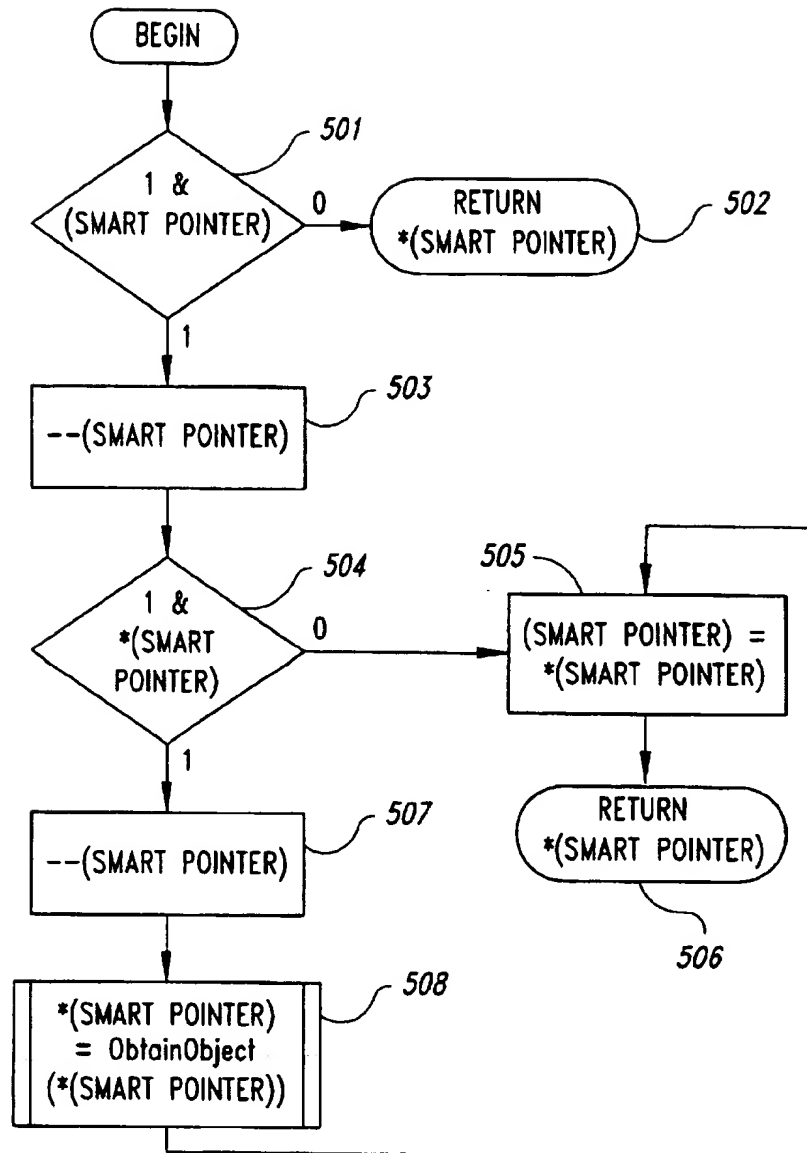 BEGIN
501
1 &
(SMART POINTER)
0
RETURN
*(SMART POINTER)
502
1
503
--(SMART POINTER)
504
1 &
*(SMART
POINTER)
0
505
(SMART POINTER) =
*(SMART POINTER)
1
507
--(SMART POINTER)
RETURN
*(SMART POINTER)
506
508
*(SMART POINTER)
= ObtainObject
(*(SMART POINTER))